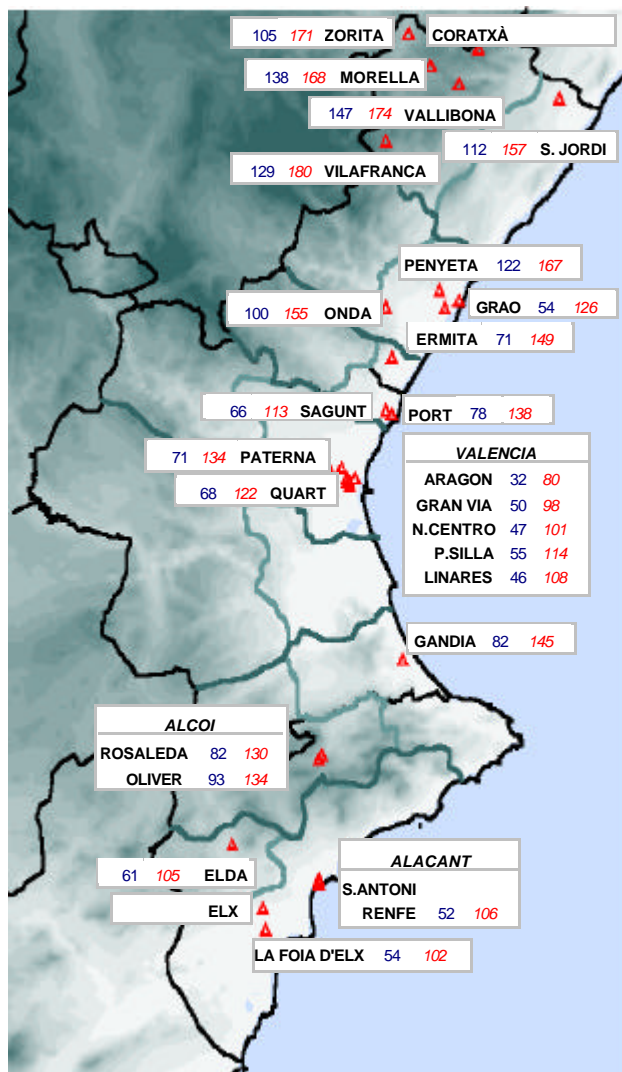 105 171 ZORITA
CORATXÀ
138 168 MORELLA
147 174 VALLIBONA
112 157 S. JORDI
129 180 VILAFRANCA
PENYETA 122 167
100 155 ONDA
GRAO 54 126
ERMITA 71 149
66 113 SAGUNT
PORT 78 138
71 134 PATERNA
68 122 QUART
VALENCIA
ARAGON 32 80
GRAN VIA 50 98
N.CENTRO 47 101
P.SILLA 55 114
LINARES 46 108
GANDIA 82 145
ALCOI
ROSALEDA 82 130
OLIVER 93 134
61 105 ELDA
ELX
ALACANT
S.ANTONI
RENFE 52 106
LA FOIA D'ELX 54 102